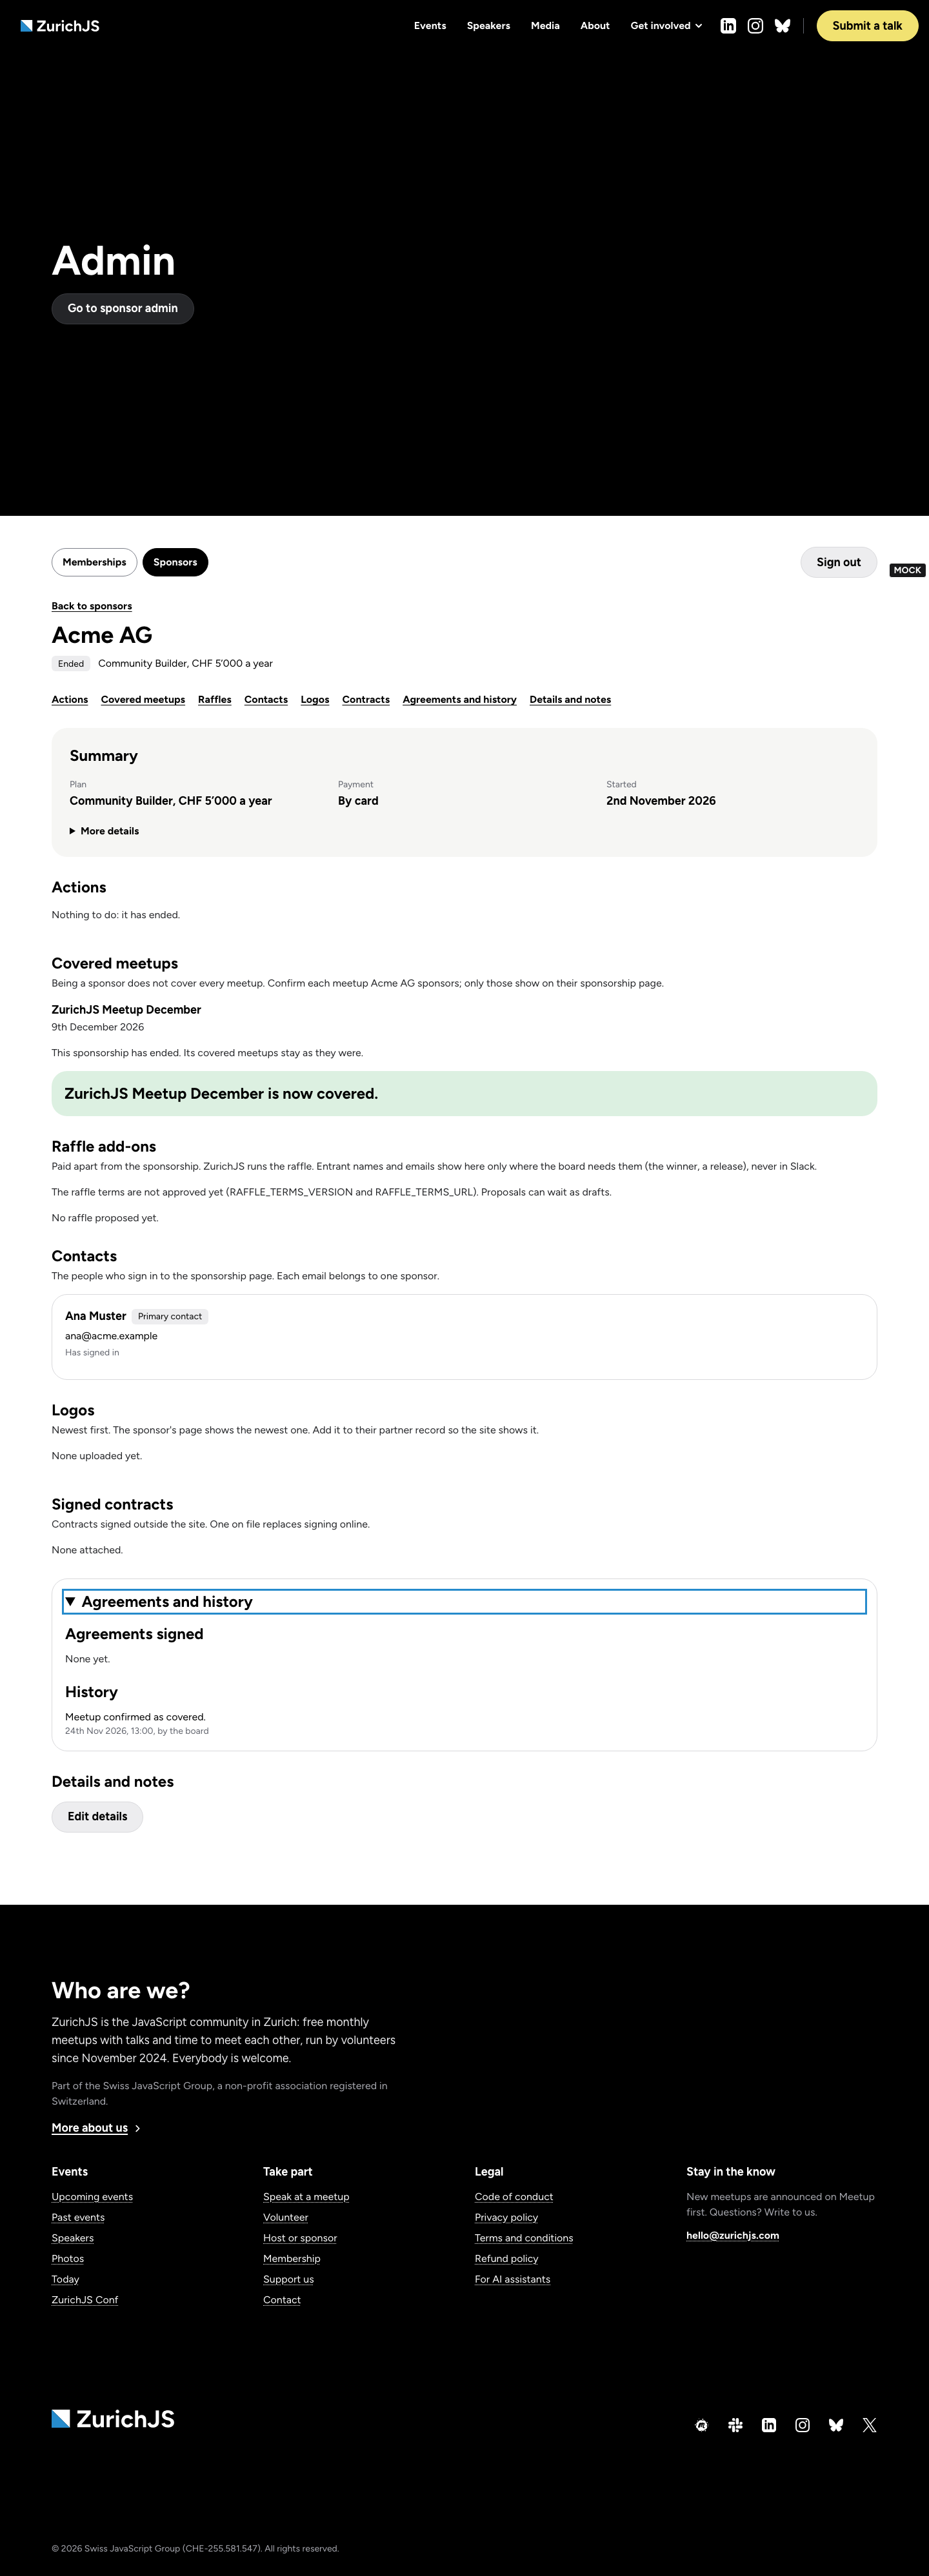 ZurichJS
Events Speakers Media About Get involved Submit a talk
Admin
Go to sponsor admin
Memberships Sponsors Sign out
MOCK
Back to sponsors
Acme AG
Ended Community Builder, CHF 5’000 a year
Actions Covered meetups Raffles Contacts Logos Contracts Agreements and history Details and notes
Summary
Plan Payment Started
Community Builder, CHF 5’000 a year By card 2nd November 2026
More details
Actions
Nothing to do: it has ended.
Covered meetups
Being a sponsor does not cover every meetup. Confirm each meetup Acme AG sponsors; only those show on their sponsorship page.
ZurichJS Meetup December
9th December 2026
This sponsorship has ended. Its covered meetups stay as they were.
ZurichJS Meetup December is now covered.
Raffle add-ons
Paid apart from the sponsorship. ZurichJS runs the raffle. Entrant names and emails show here only where the board needs them (the winner, a release), never in Slack.
The raffle terms are not approved yet (RAFFLE_TERMS_VERSION and RAFFLE_TERMS_URL). Proposals can wait as drafts.
No raffle proposed yet.
Contacts
The people who sign in to the sponsorship page. Each email belongs to one sponsor.
Ana Muster Primary contact
ana@acme.example
Has signed in
Logos
Newest first. The sponsor's page shows the newest one. Add it to their partner record so the site shows it.
None uploaded yet.
Signed contracts
Contracts signed outside the site. One on file replaces signing online.
None attached.
Agreements and history
Agreements signed
None yet.
History
Meetup confirmed as covered.
24th Nov 2026, 13:00, by the board
Details and notes
Edit details
Who are we?
ZurichJS is the JavaScript community in Zurich: free monthly
meetups with talks and time to meet each other, run by volunteers
since November 2024. Everybody is welcome.
Part of the Swiss JavaScript Group, a non-profit association registered in
Switzerland.
More about us
Events
Upcoming events
Past events
Speakers
Photos
Today
ZurichJS Conf
Take part
Speak at a meetup
Volunteer
Host or sponsor
Membership
Support us
Contact
Legal
Code of conduct
Privacy policy
Terms and conditions
Refund policy
For AI assistants
Stay in the know
New meetups are announced on Meetup
first. Questions? Write to us.
hello@zurichjs.com
ZurichJS
© 2026 Swiss JavaScript Group (CHE-255.581.547). All rights reserved.